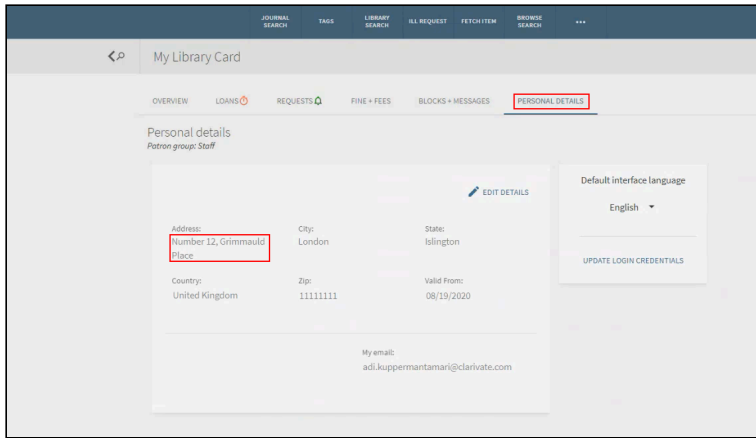 JOURNAL SEARCH
TAGS
LIBRARY SEARCH
ILL REQUEST
FETCH ITEM
BROWSE SEARCH
...
My Library Card
OVERVIEW
LOANS
REQUESTS
FINE + FEES
BLOCKS + MESSAGES
PERSONAL DETAILS
Personal details
Patron group: Staff
EDIT DETAILS
Address:
Number 12, Grimmauld
Place
City:
London
State:
Islington
Country:
United Kingdom
Zip:
11111111
Valid From:
08/19/2020
My email:
adi.kuppermantamari@clarivate.com
Default interface language
English
UPDATE LOGIN CREDENTIALS